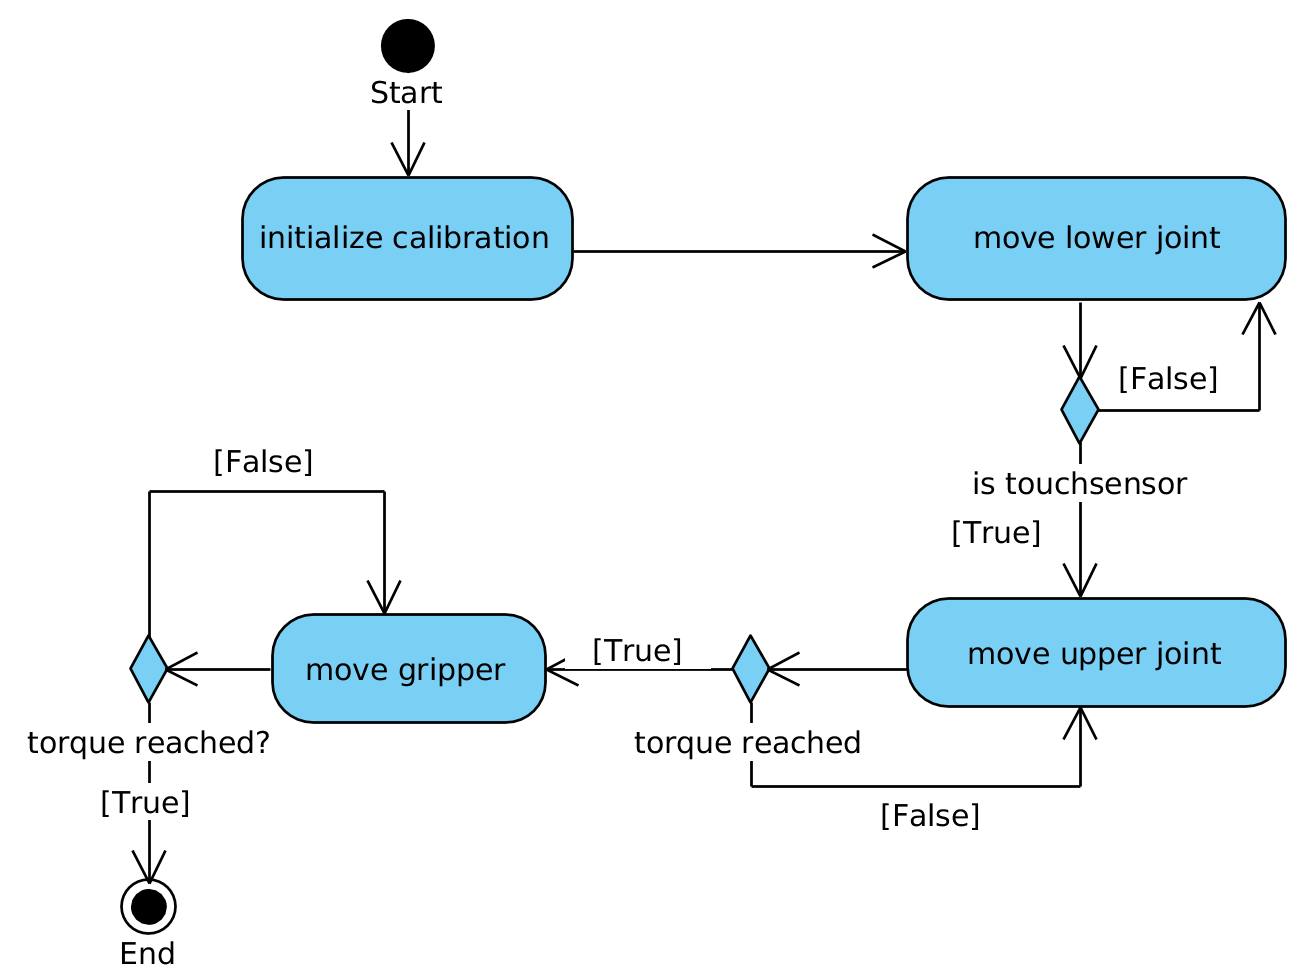 Start
initialize calibration
move lower joint
[False]
is touchsensor
[True]
move upper joint
torque reached
[False]
[True]
move gripper
[False]
torque reached?
[True]
End